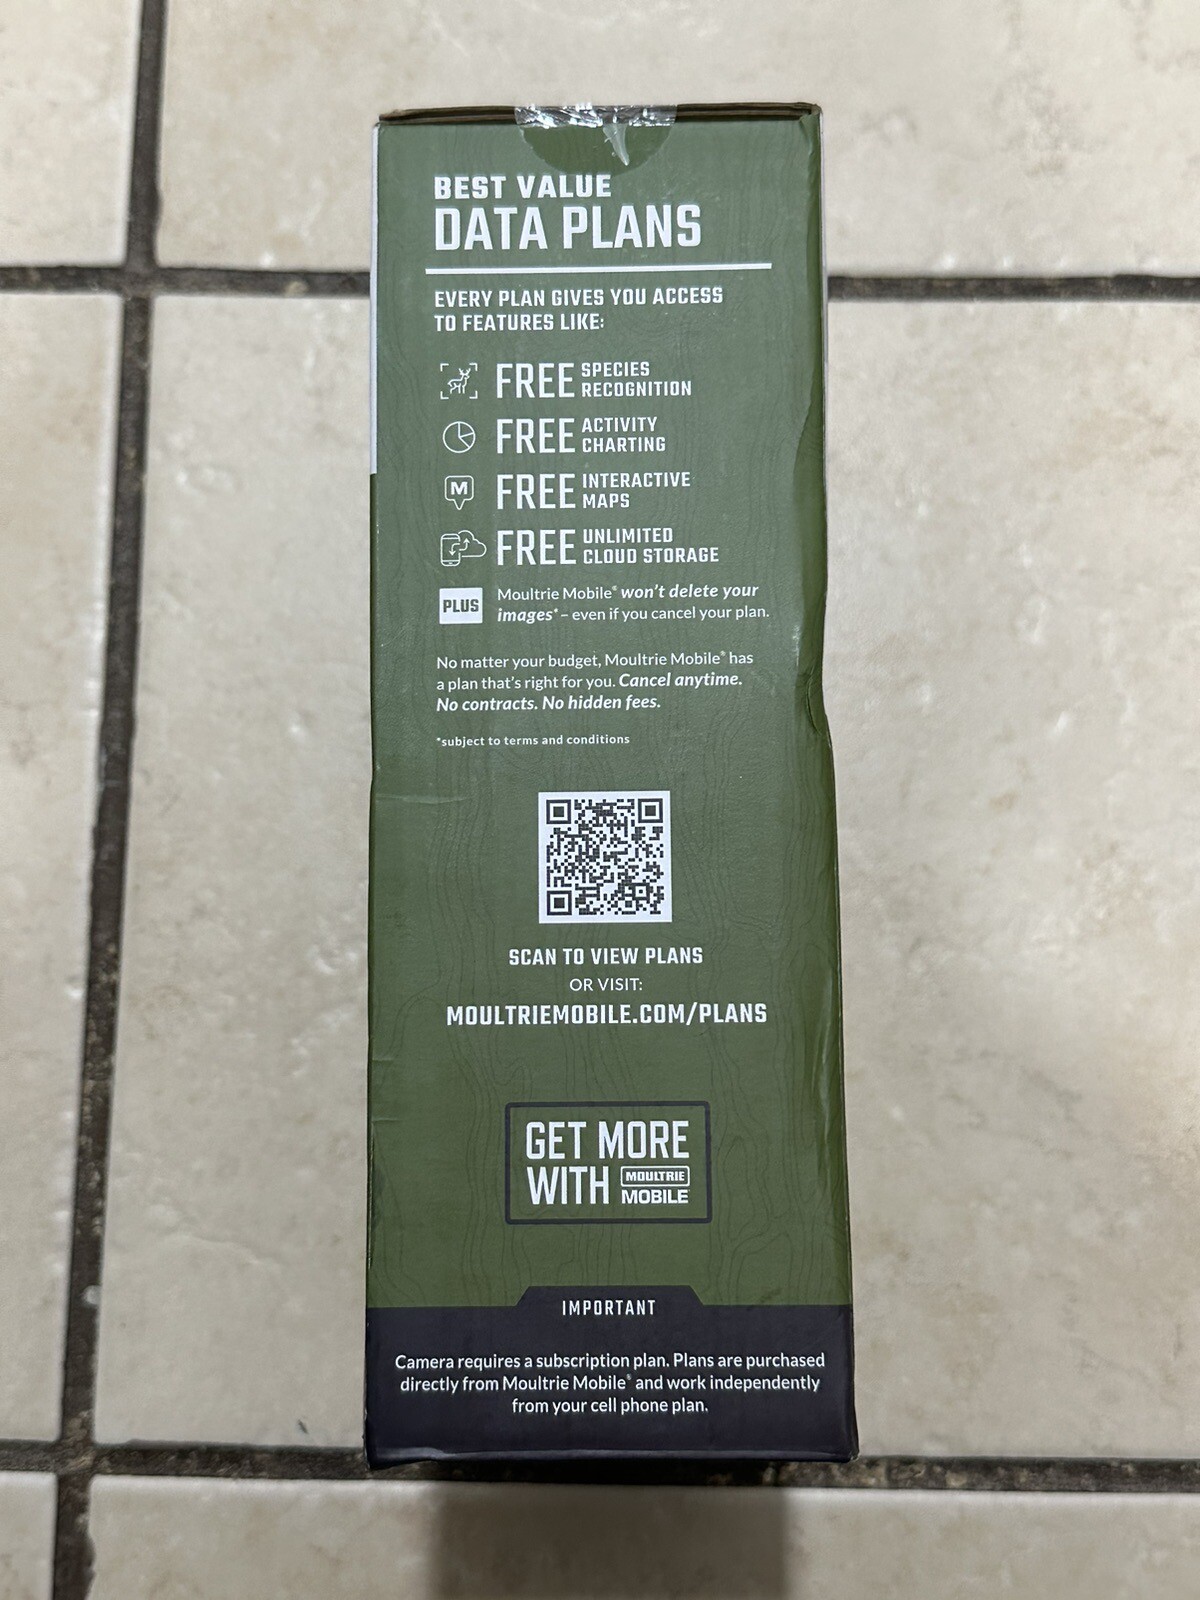 BEST VALUE
DATA PLANS
EVERY PLAN GIVES YOU ACCESS
TO FEATURES LIKE:
FREE SPECIES RECOGNITION
FREE ACTIVITY CHARTING
M FREE INTERACTIVE MAPS
FREE UNLIMITED CLOUD STORAGE
PLUS Moultrie Mobile® won't delete your
images* – even if you cancel your plan.
No matter your budget, Moultrie Mobile® has
a plan that's right for you. Cancel anytime.
No contracts. No hidden fees.
*subject to terms and conditions
SCAN TO VIEW PLANS
OR VISIT:
MOULTRIEMOBILE.COM/PLANS
GET MORE
WITH MOULTRIE MOBILE
IMPORTANT
Camera requires a subscription plan. Plans are purchased
directly from Moultrie Mobile® and work independently
from your cell phone plan.